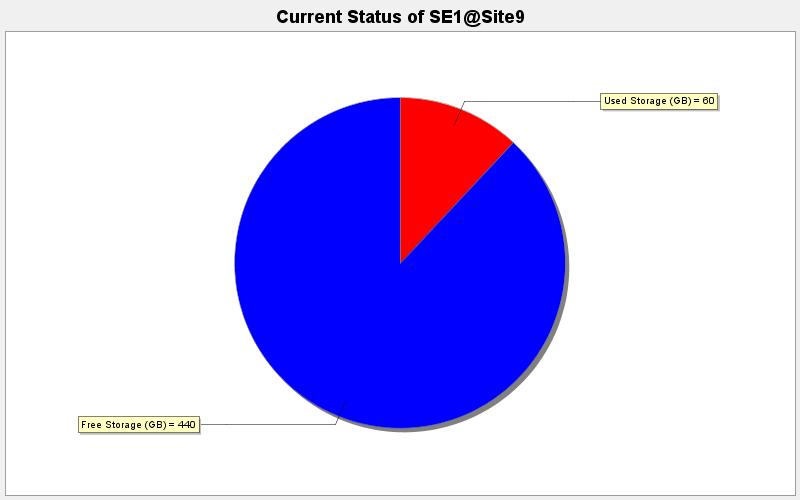 Current Status of SE1@Site9
Used Storage (GB) = 60
Free Storage (GB) = 440